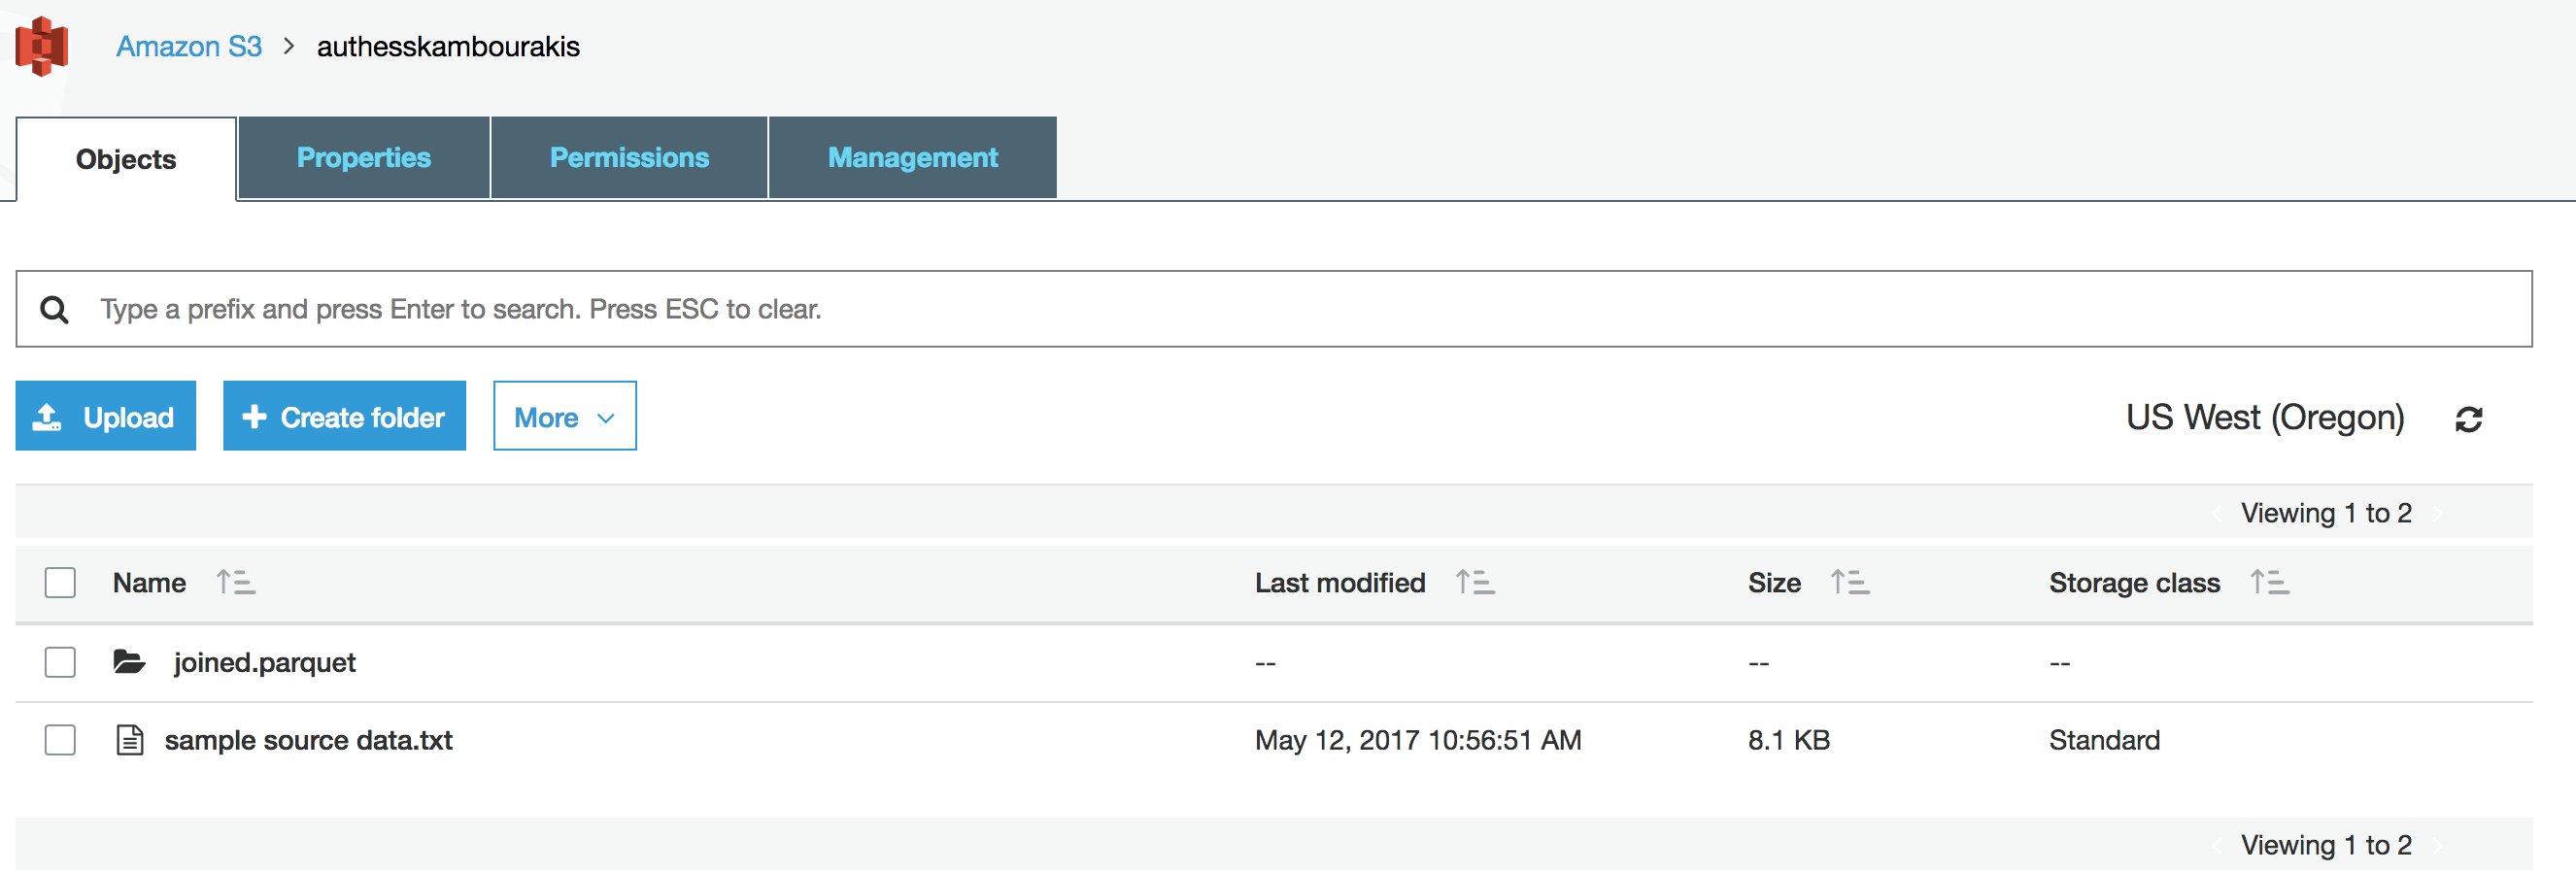 Amazon S3 > authesskambourakis
Objects Properties Permissions Management
Type a prefix and press Enter to search. Press ESC to clear.
Upload Create folder More US West (Oregon)
Viewing 1 to 2
Name Last modified Size Storage class
joined.parquet -- -- --
sample source data.txt May 12, 2017 10:56:51 AM 8.1 KB Standard
Viewing 1 to 2